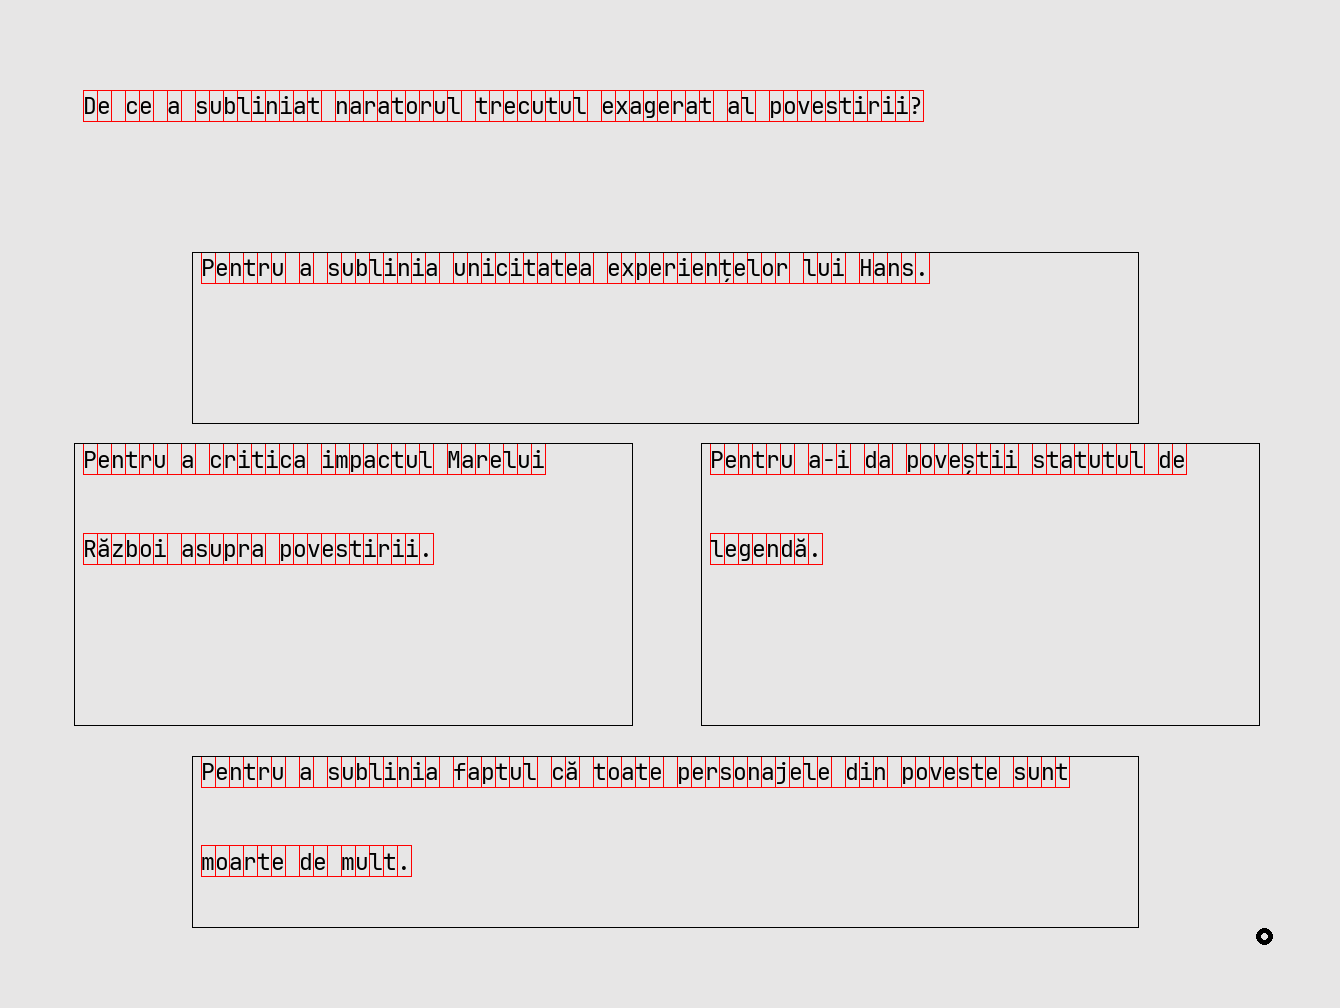 De ce a subliniat naratorul trecutul exagerat al povestirii?
Pentru a sublinia unicitatea experiențelor lui Hans.
Pentru a critica impactul Marelui
Război asupra povestirii.
Pentru a-i da poveștii statutul de
legendă.
Pentru a sublinia faptul că toate personajele din poveste sunt
moarte de mult.